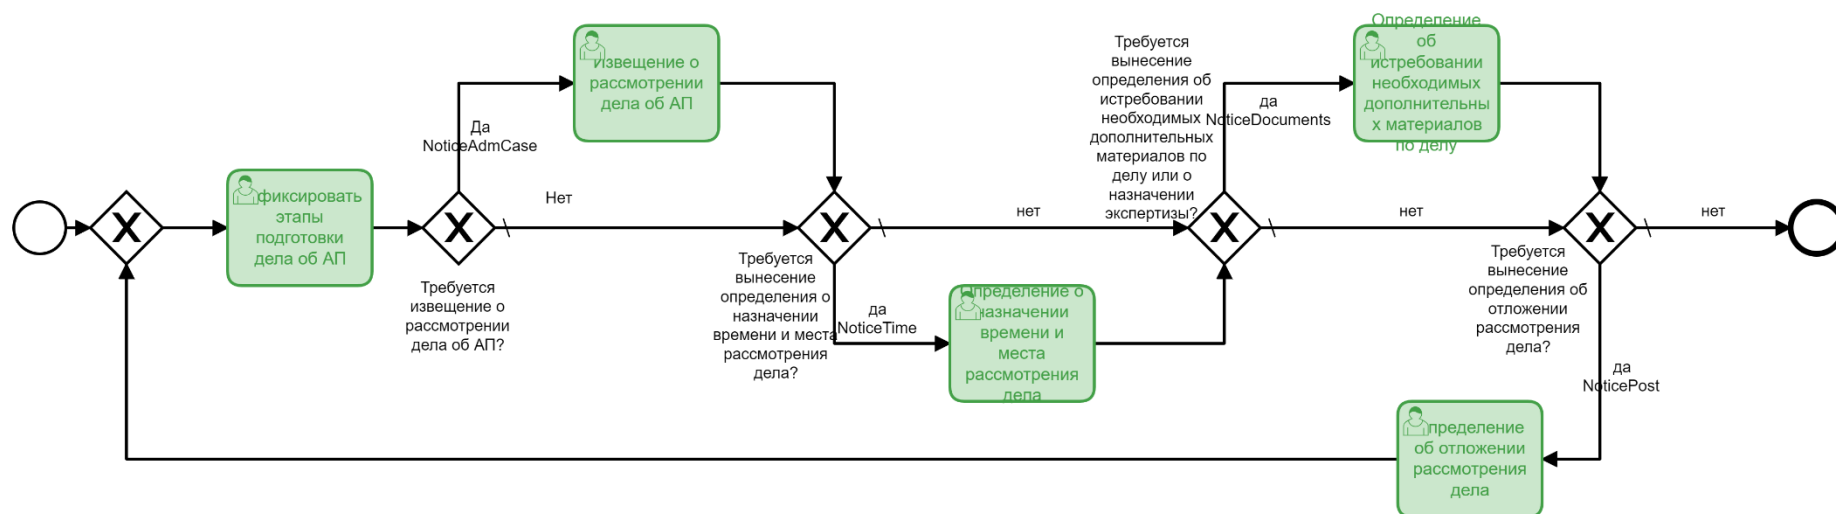 фиксировать
этапы
подготовки
дела об АП
Требуется
извещение о
рассмотрении
дела об АП?
Да
NoticeAdmCase
Нет
Извещение о
рассмотрении
дела об АП
Требуется
вынесение
определения о
назначении
времени и места
рассмотрения
дела?
да
NoticeTime
нет
Определение о
назначении
времени и
места
рассмотрения
дела
Требуется
вынесение
определения об
истребовании
необходимых
дополнительных
материалов по
делу или о
назначении
экспертизы?
да
NoticeDocuments
нет
Определение
об
истребовании
необходимых
дополнительны
х материалов
по делу
Требуется
вынесение
определения об
отложении
рассмотрения
дела?
да
NoticePost
нет
пределение
об отложении
рассмотрения
дела